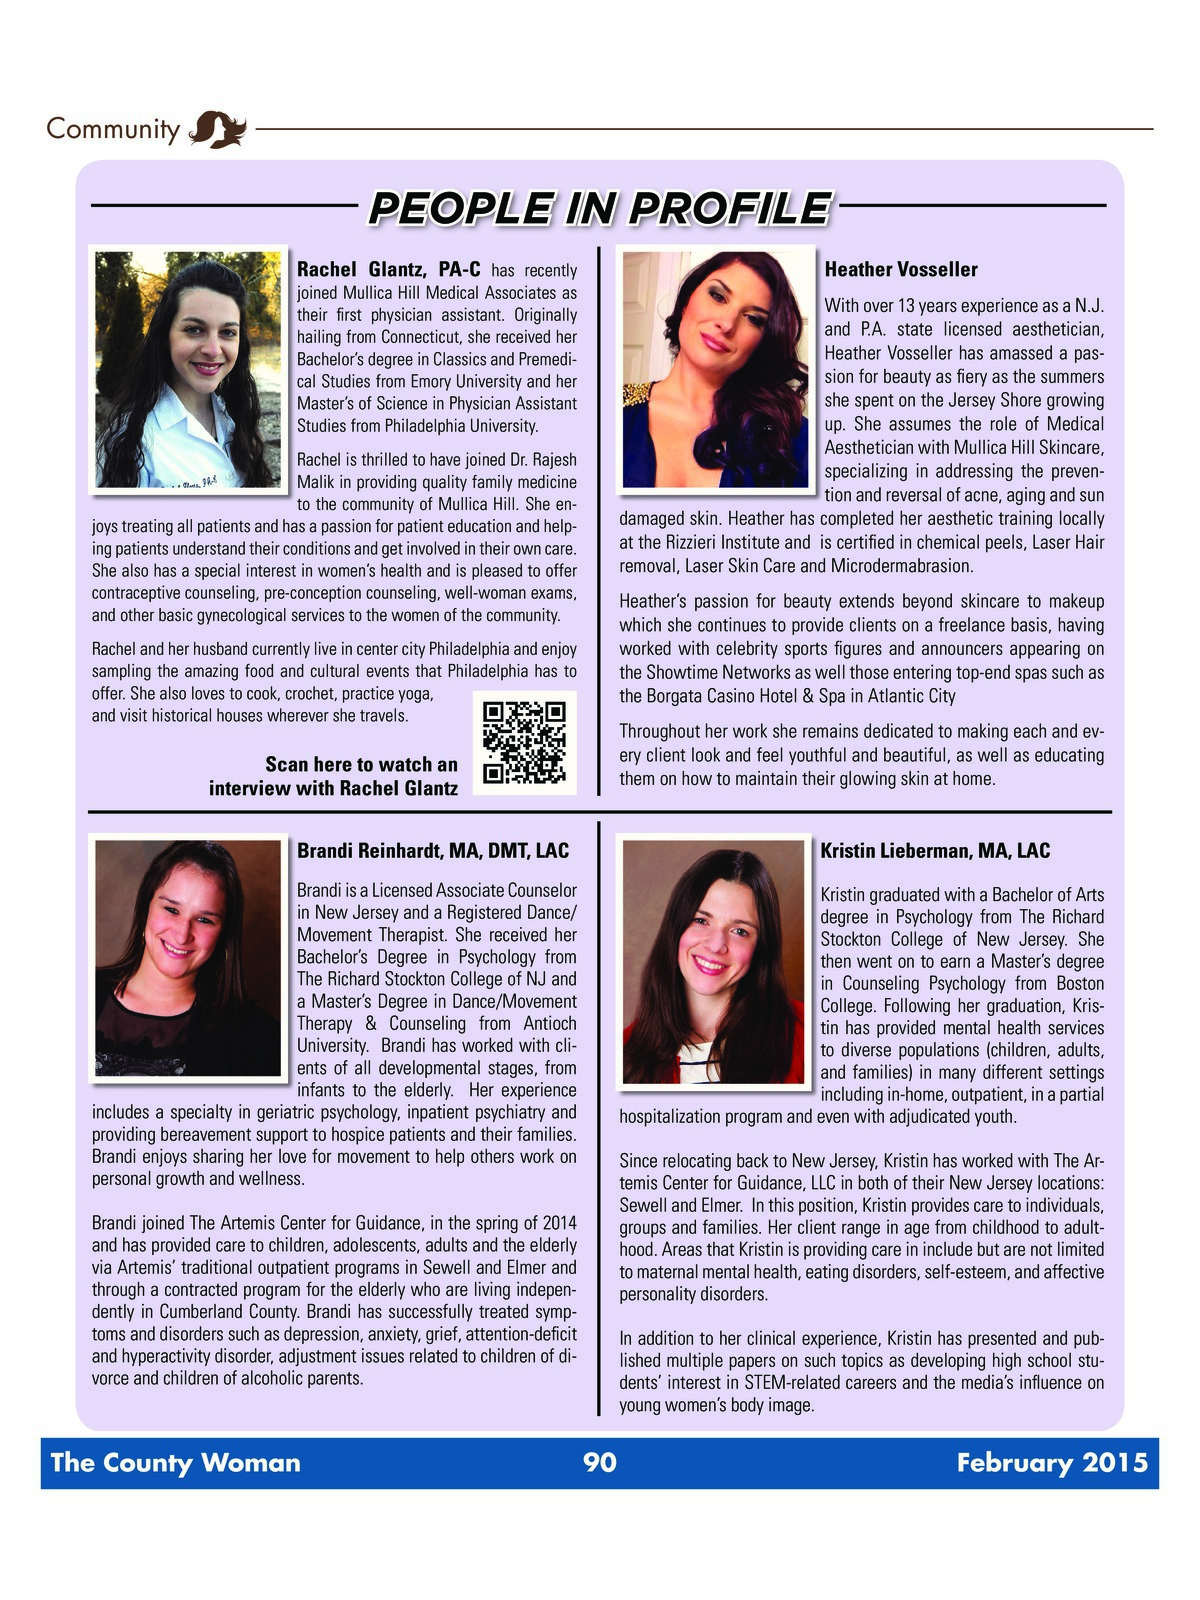 Community
PEOPLE IN PROFILE
Rachel Glantz, PA-C has recently
joined Mullica Hill Medical Associates as
their first physician assistant. Originally
hailing from Connecticut, she received her
Bachelor's degree in Classics and Premedi-
cal Studies from Emory University and her
Master's of Science in Physician Assistant
Studies from Philadelphia University.
Rachel is thrilled to have joined Dr. Rajesh
Malik in providing quality family medicine
to the community of Mullica Hill. She en-
joys treating all patients and has a passion for patient education and help-
ing patients understand their conditions and get involved in their own care.
She also has a special interest in women's health and is pleased to offer
contraceptive counseling, pre-conception counseling, well-woman exams,
and other basic gynecological services to the women of the community.
Rachel and her husband currently live in center city Philadelphia and enjoy
sampling the amazing food and cultural events that Philadelphia has to
offer. She also loves to cook, crochet, practice yoga,
and visit historical houses wherever she travels.
Scan here to watch an
interview with Rachel Glantz
Heather Vosseller
With over 13 years experience as a N.J.
and P.A. state licensed aesthetician,
Heather Vosseller has amassed a pas-
sion for beauty as fiery as the summers
she spent on the Jersey Shore growing
up. She assumes the role of Medical
Aesthetician with Mullica Hill Skincare,
specializing in addressing the preven-
tion and reversal of acne, aging and sun
damaged skin. Heather has completed her aesthetic training locally
at the Rizzieri Institute and is certified in chemical peels, Laser Hair
removal, Laser Skin Care and Microdermabrasion.
Heather's passion for beauty extends beyond skincare to makeup
which she continues to provide clients on a freelance basis, having
worked with celebrity sports figures and announcers appearing on
the Showtime Networks as well those entering top-end spas such as
the Borgata Casino Hotel & Spa in Atlantic City
Throughout her work she remains dedicated to making each and ev-
ery client look and feel youthful and beautiful, as well as educating
them on how to maintain their glowing skin at home.
Brandi Reinhardt, MA, DMT, LAC
Brandi is a Licensed Associate Counselor
in New Jersey and a Registered Dance/
Movement Therapist. She received her
Bachelor's Degree in Psychology from
The Richard Stockton College of NJ and
a Master's Degree in Dance/Movement
Therapy & Counseling from Antioch
University. Brandi has worked with cli-
ents of all developmental stages, from
infants to the elderly. Her experience
includes a specialty in geriatric psychology, inpatient psychiatry and
providing bereavement support to hospice patients and their families.
Brandi enjoys sharing her love for movement to help others work on
personal growth and wellness.
Brandi joined The Artemis Center for Guidance, in the spring of 2014
and has provided care to children, adolescents, adults and the elderly
via Artemis' traditional outpatient programs in Sewell and Elmer and
through a contracted program for the elderly who are living indepen-
dently in Cumberland County. Brandi has successfully treated symp-
toms and disorders such as depression, anxiety, grief, attention-deficit
and hyperactivity disorder, adjustment issues related to children of di-
vorce and children of alcoholic parents.
Kristin Lieberman, MA, LAC
Kristin graduated with a Bachelor of Arts
degree in Psychology from The Richard
Stockton College of New Jersey. She
then went on to earn a Master's degree
in Counseling Psychology from Boston
College. Following her graduation, Kris-
tin has provided mental health services
to diverse populations (children, adults,
and families) in many different settings
including in-home, outpatient, in a partial
hospitalization program and even with adjudicated youth.
Since relocating back to New Jersey, Kristin has worked with The Ar-
temis Center for Guidance, LLC in both of their New Jersey locations:
Sewell and Elmer. In this position, Kristin provides care to individuals,
groups and families. Her client range in age from childhood to adult-
hood. Areas that Kristin is providing care in include but are not limited
to maternal mental health, eating disorders, self-esteem, and affective
personality disorders.
In addition to her clinical experience, Kristin has presented and pub-
lished multiple papers on such topics as developing high school stu-
dents' interest in STEM-related careers and the media's influence on
young women's body image.
The County Woman 90 February 2015